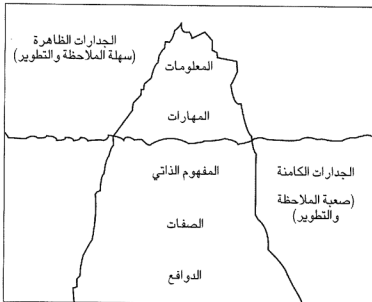 الجدارات الظاهرة
(سهلة الملاحظة والتطوير)
المعلومات
المهارات
المفهوم الذاتي
الصفات
الدوافع
الجدارات الكامنة
(صعبة الملاحظة
والتطوير)